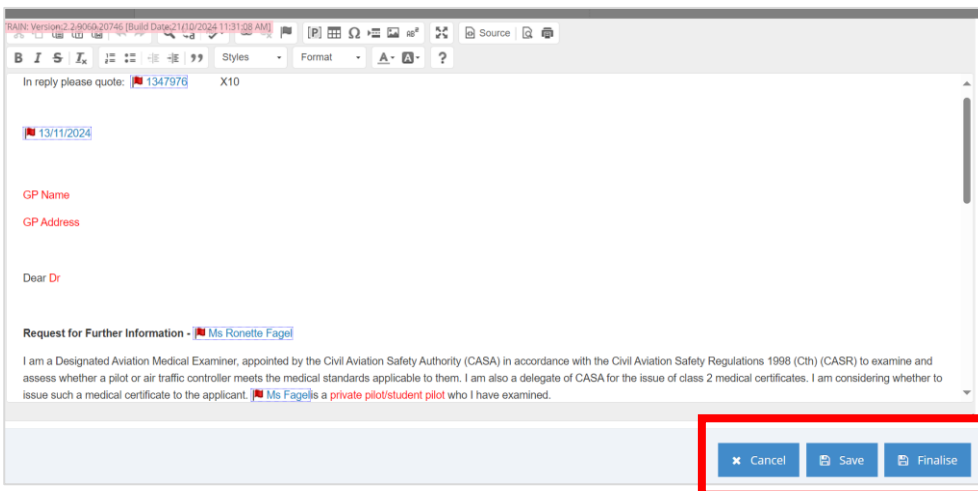 TRAIN: Version:2.2-9060-20746 [Build Date:21/10/2024 11:31:08 AM]
Source
B I S Ix Styles Format A A ?
In reply please quote: 1347976 X10
13/11/2024
GP Name
GP Address
Dear Dr
Request for Further Information - Ms Ronette Fagel
I am a Designated Aviation Medical Examiner, appointed by the Civil Aviation Safety Authority (CASA) in accordance with the Civil Aviation Safety Regulations 1998 (Cth) (CASR) to examine and
assess whether a pilot or air traffic controller meets the medical standards applicable to them. I am also a delegate of CASA for the issue of class 2 medical certificates. I am considering whether to
issue such a medical certificate to the applicant. Ms Fagelis a private pilot/student pilot who I have examined.
Cancel Save Finalise